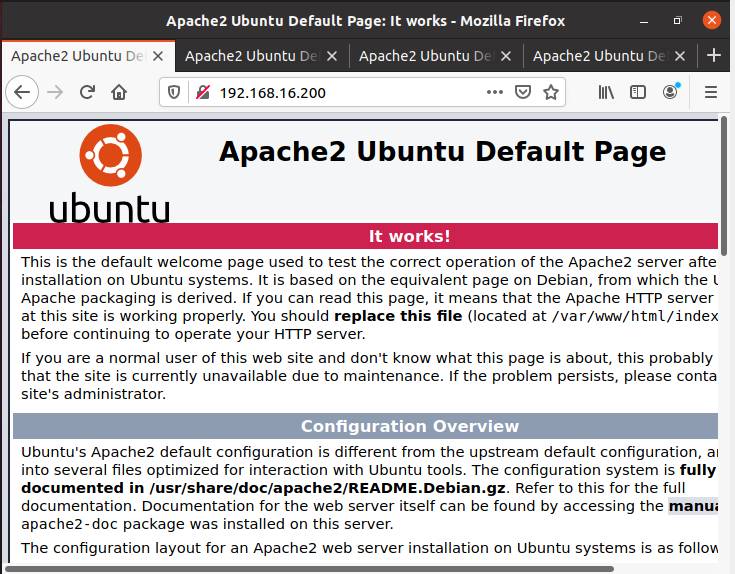 Apache2 Ubuntu Default Page: It works - Mozilla Firefox
Apache2 Ubuntu De Apache2 Ubuntu De Apache2 Ubuntu De Apache2 Ubuntu De
192.168.16.200
ubuntu
Apache2 Ubuntu Default Page
It works!
This is the default welcome page used to test the correct operation of the Apache2 server afte
installation on Ubuntu systems. It is based on the equivalent page on Debian, from which the U
Apache packaging is derived. If you can read this page, it means that the Apache HTTP server
at this site is working properly. You should replace this file (located at /var/www/html/index
before continuing to operate your HTTP server.
If you are a normal user of this web site and don't know what this page is about, this probably
that the site is currently unavailable due to maintenance. If the problem persists, please conta
site's administrator.
Configuration Overview
Ubuntu's Apache2 default configuration is different from the upstream default configuration, a
into several files optimized for interaction with Ubuntu tools. The configuration system is fully
documented in /usr/share/doc/apache2/README.Debian.gz. Refer to this for the full
documentation. Documentation for the web server itself can be found by accessing the manua
apache2-doc package was installed on this server.
The configuration layout for an Apache2 web server installation on Ubuntu systems is as follow